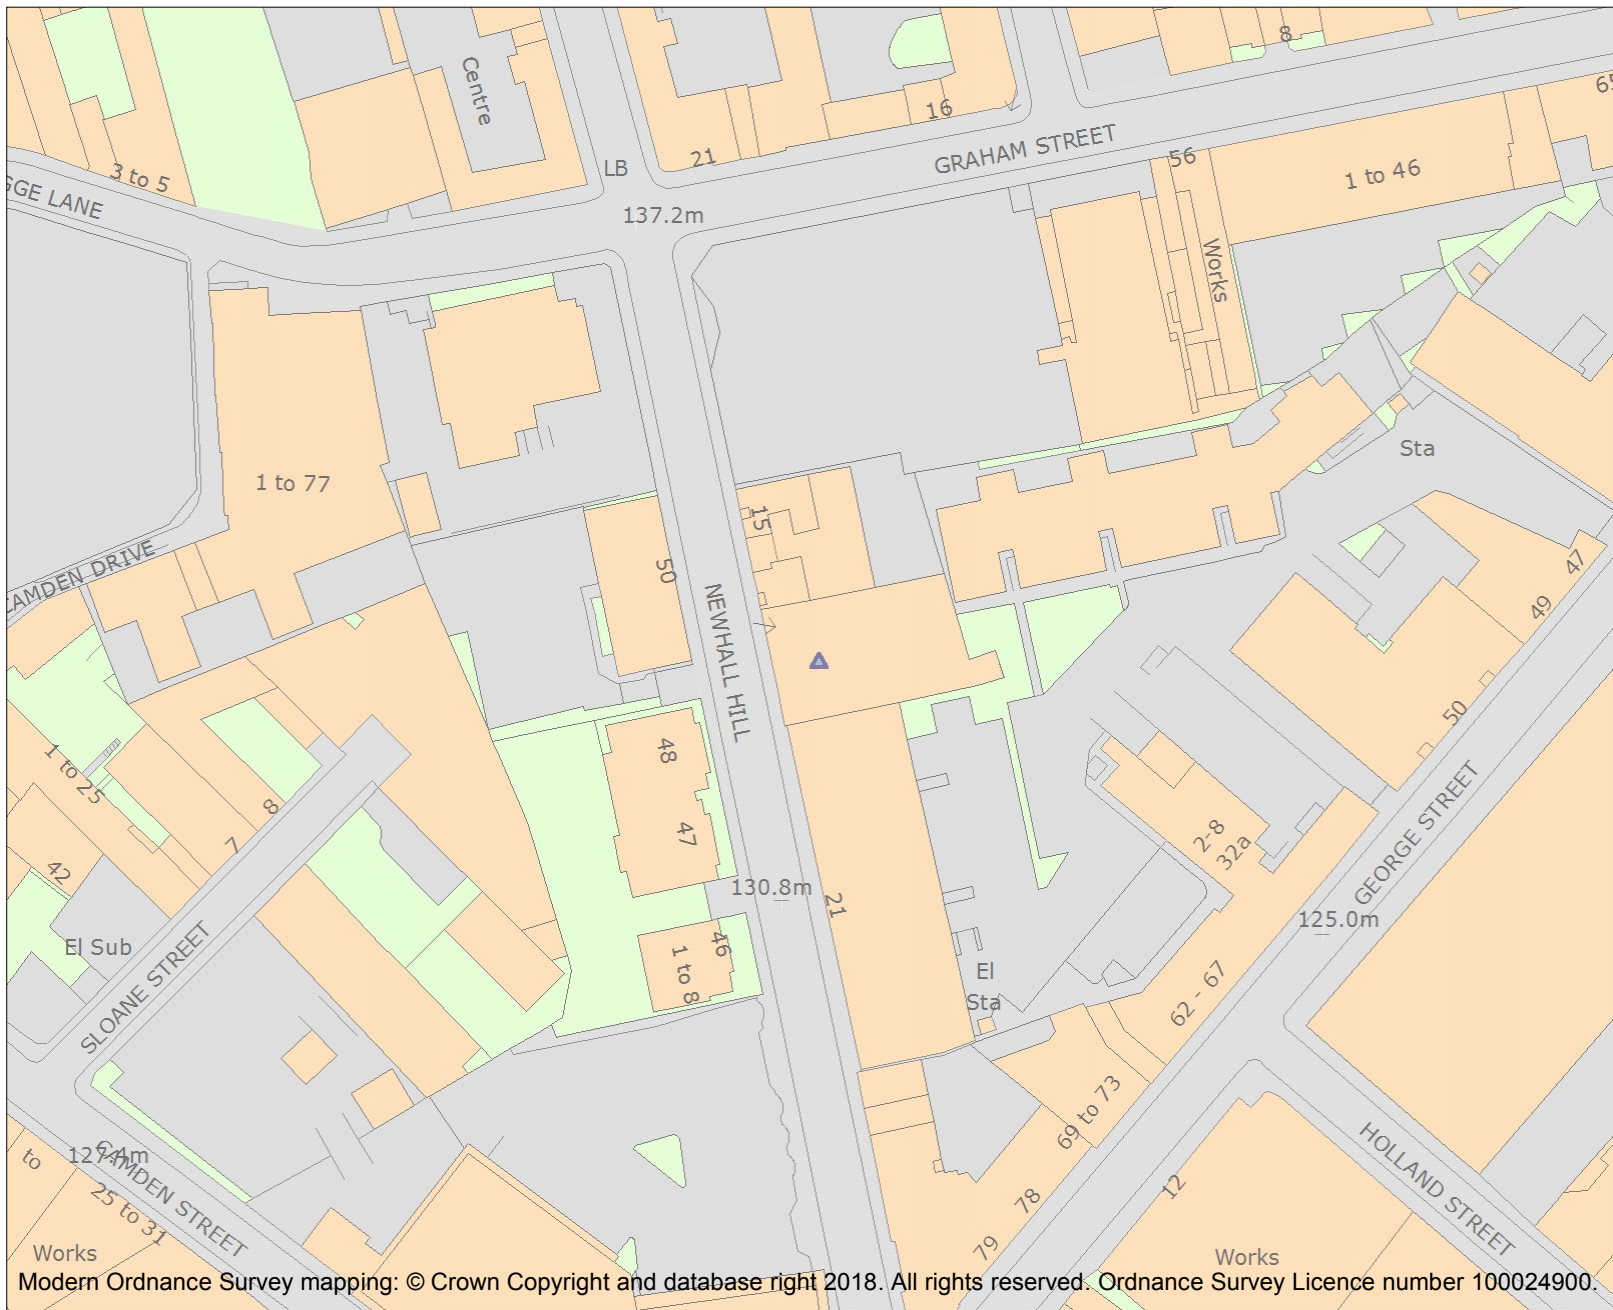 8
65
Centre
16
GRAHAM STREET
21
LB
56
1 to 46
3 to 5
GGE LANE
137.2m
Works
1 to 77
Sta
15
50
CAMDEN DRIVE
NEWHALL HILL
47
49
50
48
47
1 to 25
8
7
42
2-8
32a
GEORGE STREET
130.8m
21
125.0m
El Sub
46
1 to 8
El
Sta
62 - 67
SLOANE STREET
69 to 73
127.4m
CAMDEN STREET
to
25 to 31
HOLLAND STREET
12
78
79
Works
Works
Modern Ordnance Survey mapping: © Crown Copyright and database right 2018. All rights reserved. Ordnance Survey Licence number 100024900.